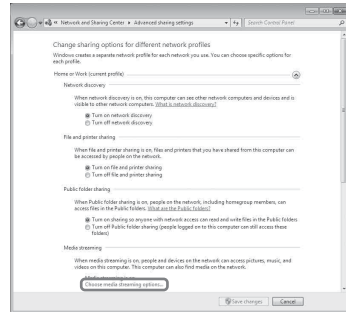 « Network and Sharing Center ▸ Advanced sharing settings
Search Control Panel
Change sharing options for different network profiles
Windows creates a separate network profile for each network you use. You can choose specific options for
each profile.
Home or Work (current profile)
Network discovery
When network discovery is on, this computer can see other network computers and devices and is
visible to other network computers. What is network discovery?
Turn on network discovery
Turn off network discovery
File and printer sharing
When file and printer sharing is on, files and printers that you have shared from this computer can
be accessed by people on the network.
Turn on file and printer sharing
Turn off file and printer sharing
Public folder sharing
When Public folder sharing is on, people on the network, including homegroup members, can
access files in the Public folders. What are the Public folders?
Turn on sharing so anyone with network access can read and write files in the Public folders
Turn off Public folder sharing (people logged on to this computer can still access these
folders)
Media streaming
When media streaming is on, people and devices on the network can access pictures, music, and
videos on this computer. This computer can also find media on the network.
Media streaming is on.
Choose media streaming options...
Save changes
Cancel